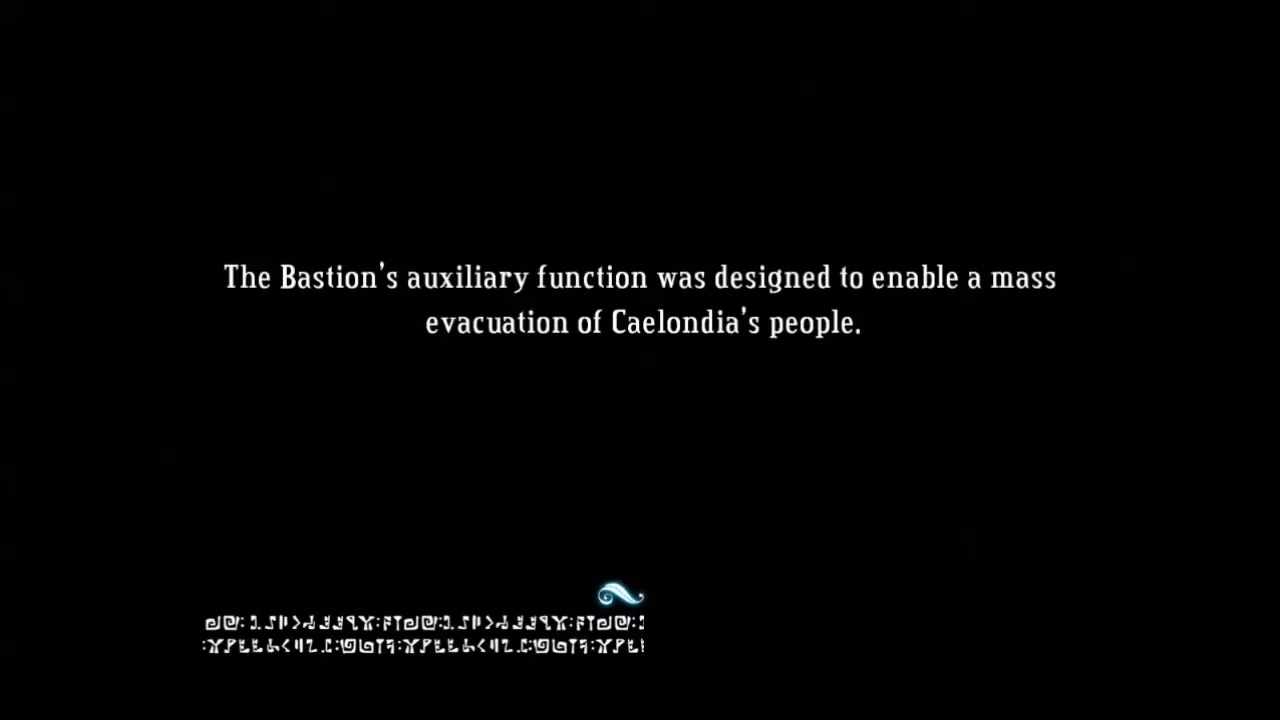 The Bastion's auxiliary function was designed to enable a mass
evacuation of Caelondia's people.